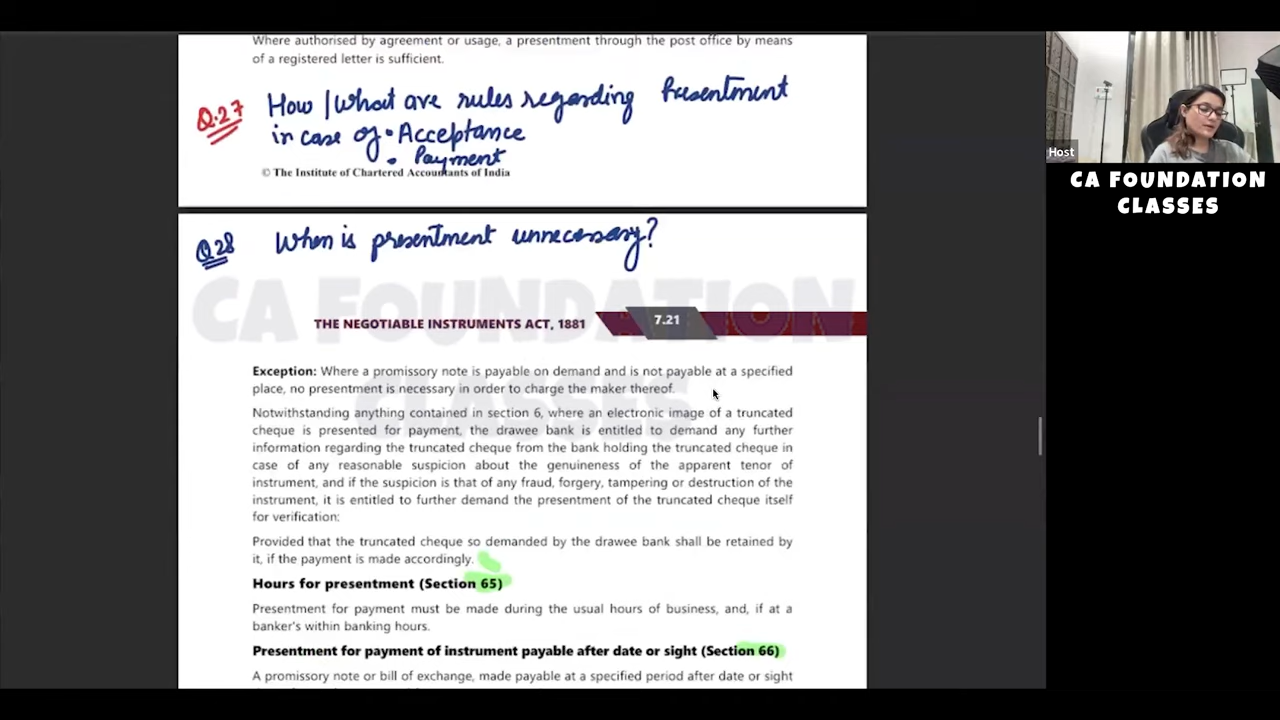 Where authorised by agreement or usage, a presentment through the post office by means
of a registered letter is sufficient.
Q.27 How / What are rules regarding Presentment
in case of • Acceptance
• Payment
© The Institute of Chartered Accountants of India
Host
CA FOUNDATION
CLASSES
Q28 When is presentment unnecessary?
CA FOUNDATION
CLASSES
THE NEGOTIABLE INSTRUMENTS ACT, 1881 7.21
Exception: Where a promissory note is payable on demand and is not payable at a specified
place, no presentment is necessary in order to charge the maker thereof.
Notwithstanding anything contained in section 6, where an electronic image of a truncated
cheque is presented for payment, the drawee bank is entitled to demand any further
information regarding the truncated cheque from the bank holding the truncated cheque in
case of any reasonable suspicion about the genuineness of the apparent tenor of
instrument, and if the suspicion is that of any fraud, forgery, tampering or destruction of the
instrument, it is entitled to further demand the presentment of the truncated cheque itself
for verification:
Provided that the truncated cheque so demanded by the drawee bank shall be retained by
it, if the payment is made accordingly.
Hours for presentment (Section 65)
Presentment for payment must be made during the usual hours of business, and, if at a
banker's within banking hours.
Presentment for payment of instrument payable after date or sight (Section 66)
A promissory note or bill of exchange, made payable at a specified period after date or sight